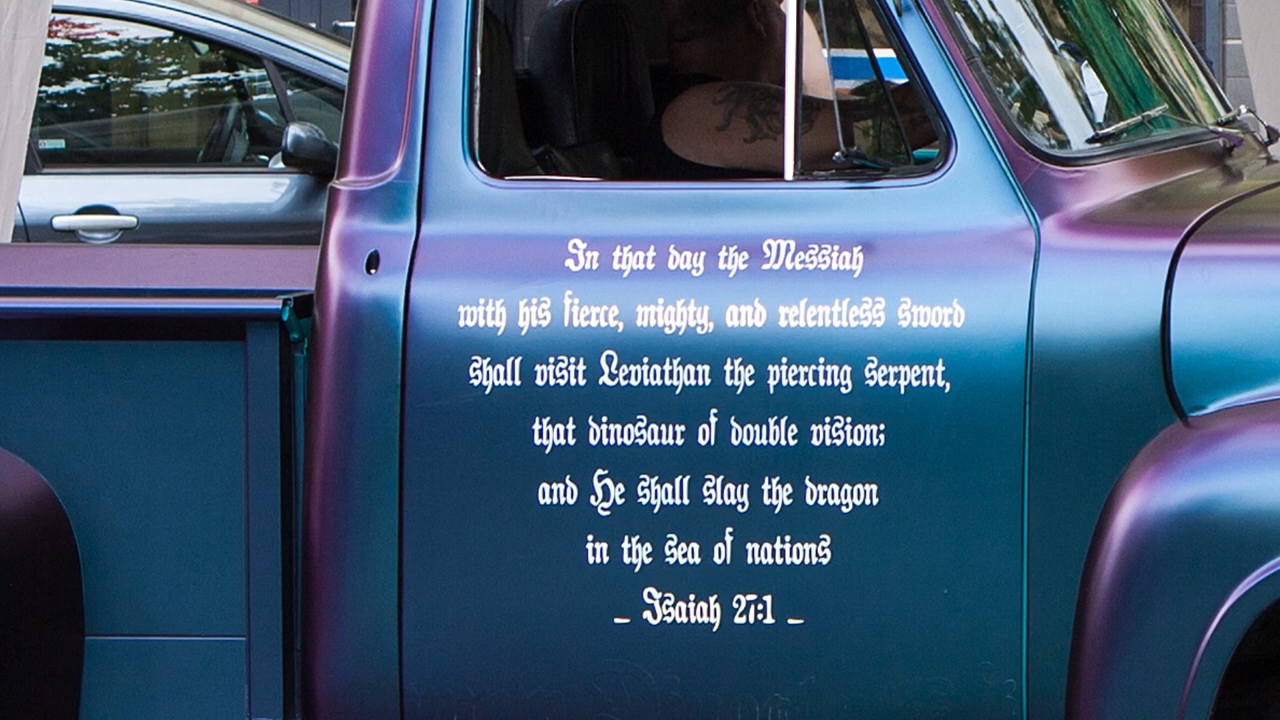 In that day the Messiah
with his fierce, mighty, and relentless sword
shall visit Leviathan the piercing serpent,
that dinosaur of double vision;
and He shall slay the dragon
in the sea of nations
_ Isaiah 27:1 _